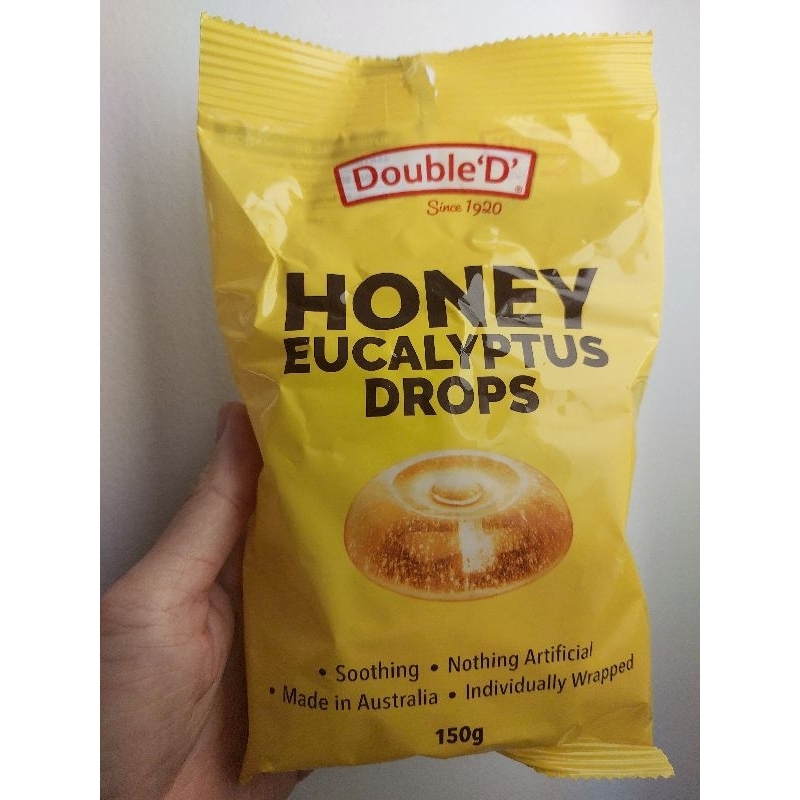 Double'D'®
Since 1920
HONEY
EUCALYPTUS
DROPS
• Soothing • Nothing Artificial
• Made in Australia • Individually Wrapped
150g